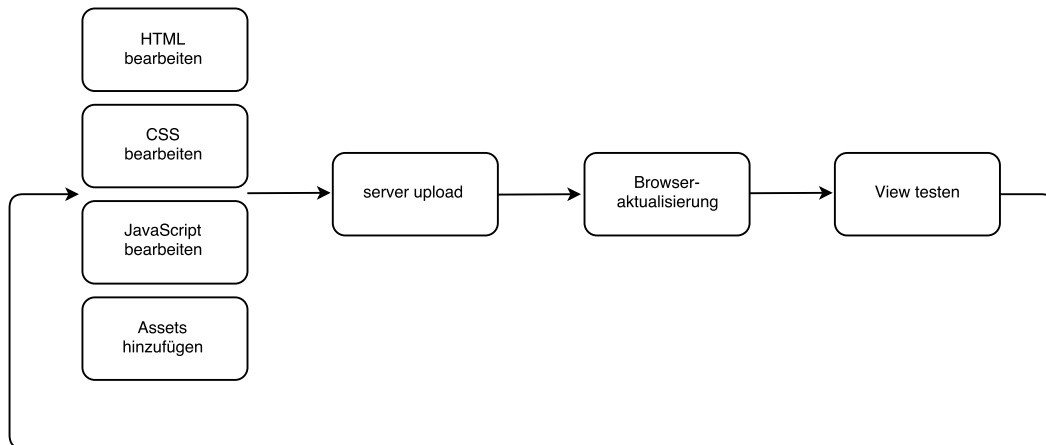 HTML
bearbeiten
CSS
bearbeiten
JavaScript
bearbeiten
Assets
hinzufügen
server upload
Browser-
aktualisierung
View testen